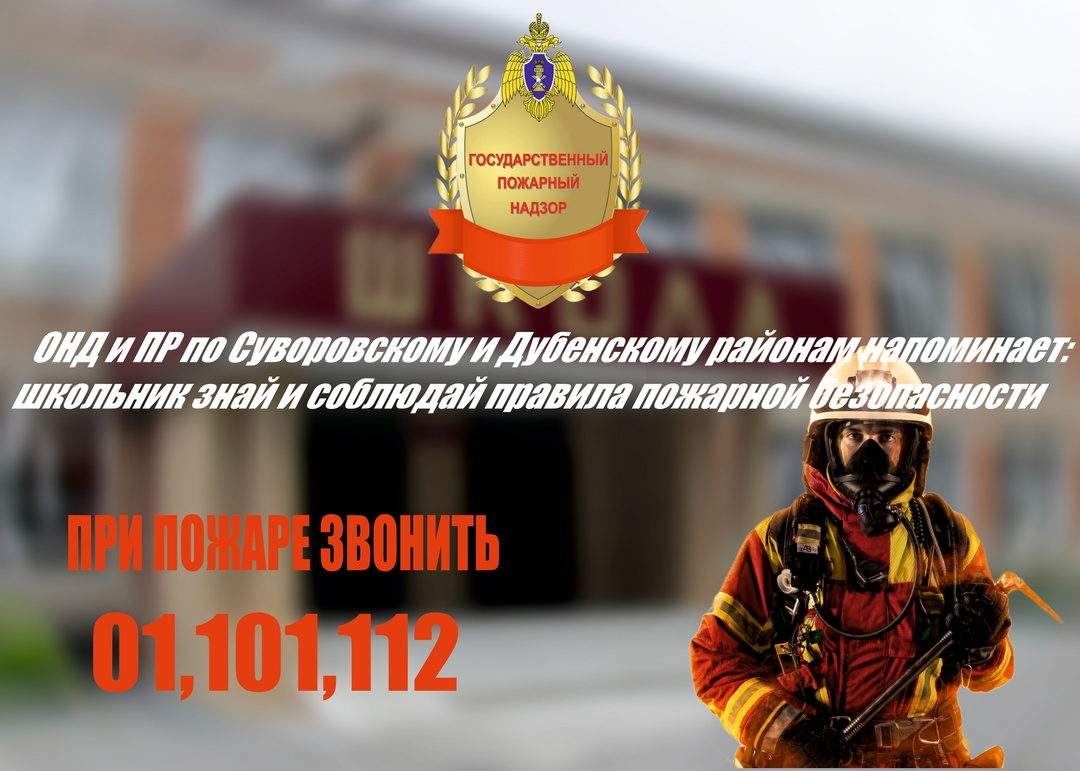 ГОСУДАРСТВЕННЫЙ
ПОЖАРНЫЙ
НАДЗОР
ШКОЛА
ОНД и ПР по Суворовскому и Дубенскому районам напоминает:
школьник знай и соблюдай правила пожарной безопасности
ПРИ ПОЖАРЕ ЗВОНИТЬ
01,101,112